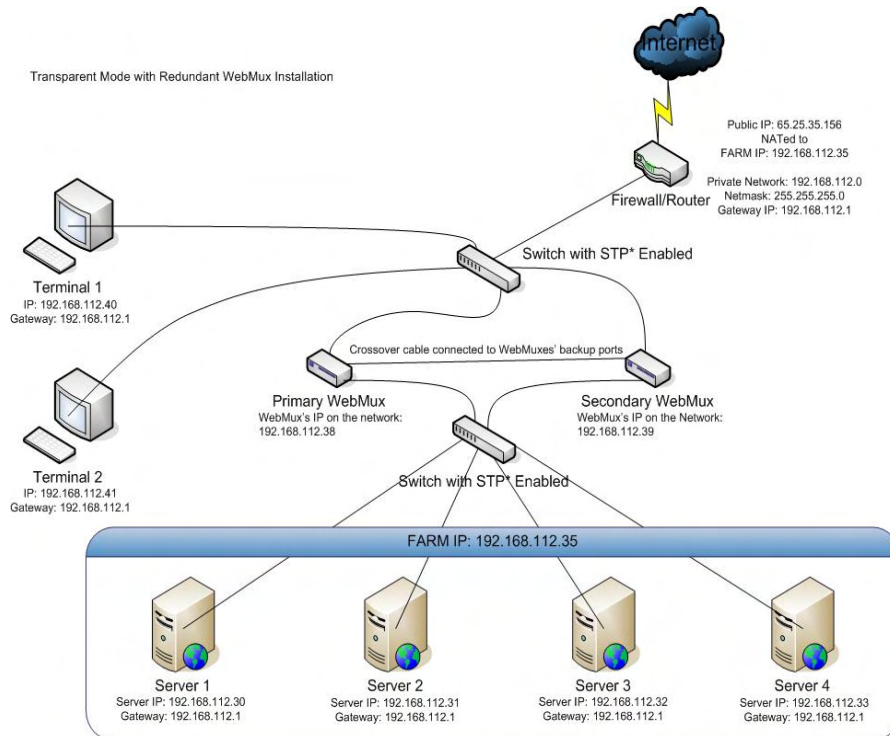 Internet
Transparent Mode with Redundant WebMux Installation
Public IP: 65.25.35.156
NATed to
FARM IP: 192.168.112.35
Private Network: 192.168.112.0
Netmask: 255.255.255.0
Gateway IP: 192.168.112.1
Firewall/Router
Switch with STP* Enabled
Terminal 1
IP: 192.168.112.40
Gateway: 192.168.112.1
Crossover cable connected to WebMuxes' backup ports
Primary WebMux
WebMux's IP on the network:
192.168.112.38
Secondary WebMux
WebMux's IP on the Network:
192.168.112.39
Terminal 2
IP: 192.168.112.41
Gateway: 192.168.112.1
Switch with STP* Enabled
FARM IP: 192.168.112.35
Server 1
Server IP: 192.168.112.30
Gateway: 192.168.112.1
Server 2
Server IP: 192.168.112.31
Gateway: 192.168.112.1
Server 3
Server IP: 192.168.112.32
Gateway: 192.168.112.1
Server 4
Server IP: 192.168.112.33
Gateway: 192.168.112.1